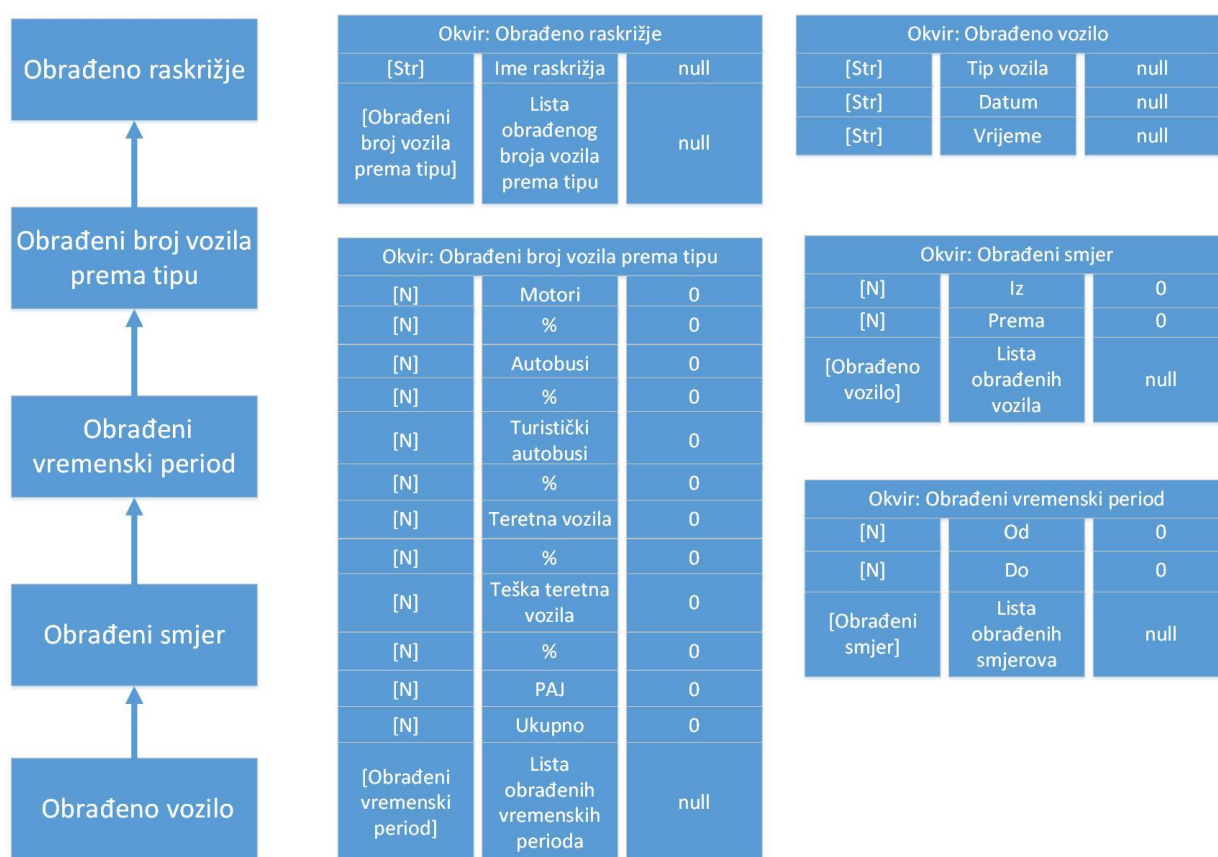 Obrađeno raskrižje
Obrađeni broj vozila
prema tipu
Obrađeni
vremenski period
Obrađeni smjer
Obrađeno vozilo
Okvir: Obrađeno raskrižje
[Str] Ime raskrižja null
[Obrađeni
broj vozila
prema tipu]
Lista
obrađenog
broja vozila
prema tipu
null
Okvir: Obrađeni broj vozila prema tipu
[N] Motori 0
[N] % 0
[N] Autobusi 0
[N] % 0
[N]
Turistički
autobusi
0
[N] % 0
[N] Teretna vozila 0
[N] % 0
[N]
Teška teretna
vozila
0
[N] % 0
[N] PAJ 0
[N] Ukupno 0
[Obrađeni
vremenski
period]
Lista
obrađenih
vremenskih
perioda
null
Okvir: Obrađeno vozilo
[Str] Tip vozila null
[Str] Datum null
[Str] Vrijeme null
Okvir: Obrađeni smjer
[N] Iz 0
[N] Prema 0
[Obrađeno
vozilo]
Lista
obrađenih
vozila
null
Okvir: Obrađeni vremenski period
[N] Od 0
[N] Do 0
[Obrađeni
smjer]
Lista
obrađenih
smjerova
null